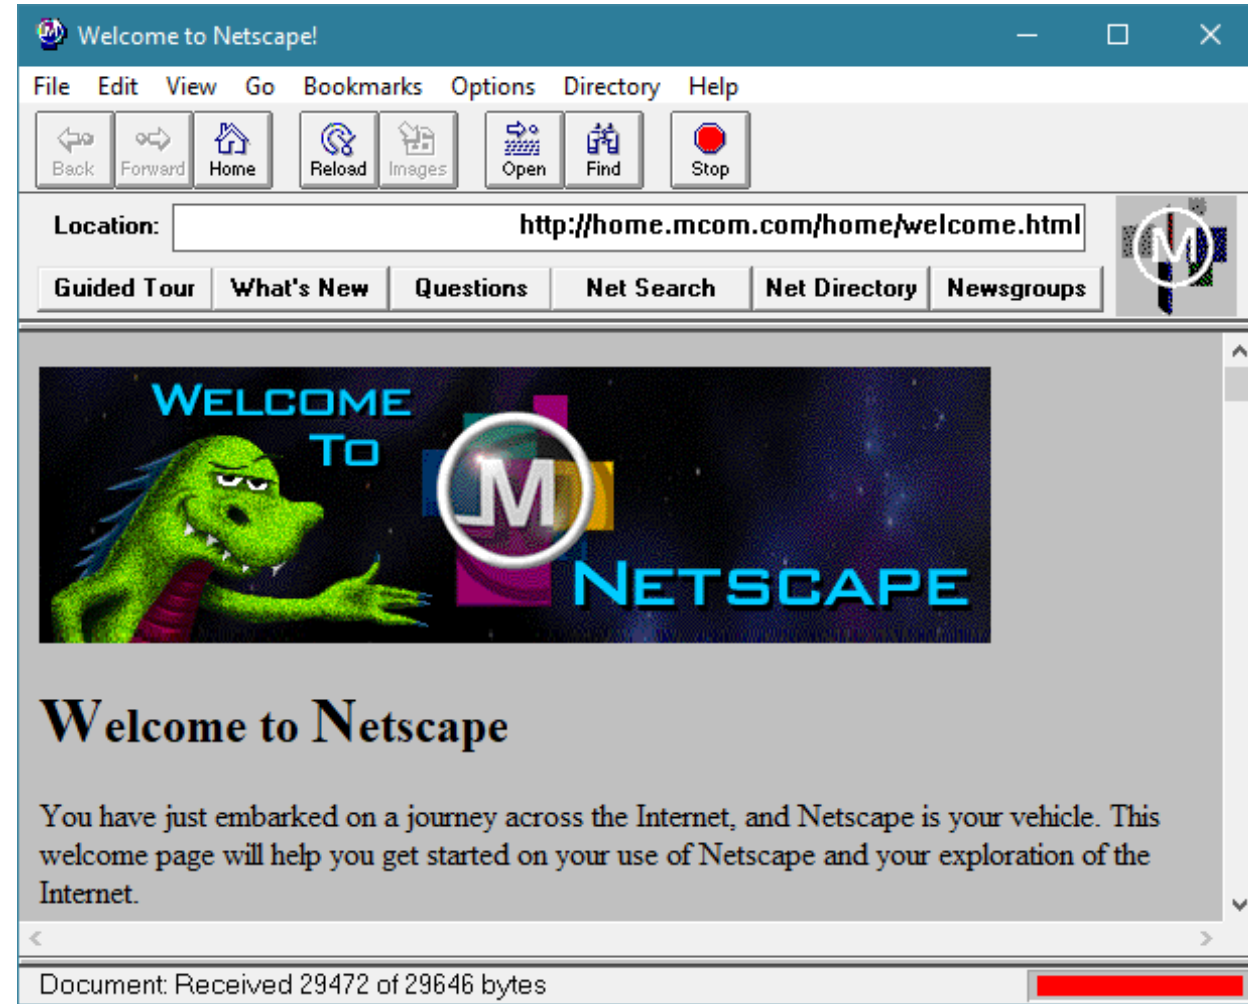 Welcome to Netscape!
File Edit View Go Bookmarks Options Directory Help
Back Forward Home Reload Images Open Find Stop
Location: http://home.mcom.com/home/welcome.html
M
Guided Tour What's New Questions Net Search Net Directory Newsgroups
WELCOME
TO
M
NETSCAPE
Welcome to Netscape
You have just embarked on a journey across the Internet, and Netscape is your vehicle. This
welcome page will help you get started on your use of Netscape and your exploration of the
Internet.
Document: Received 29472 of 29646 bytes